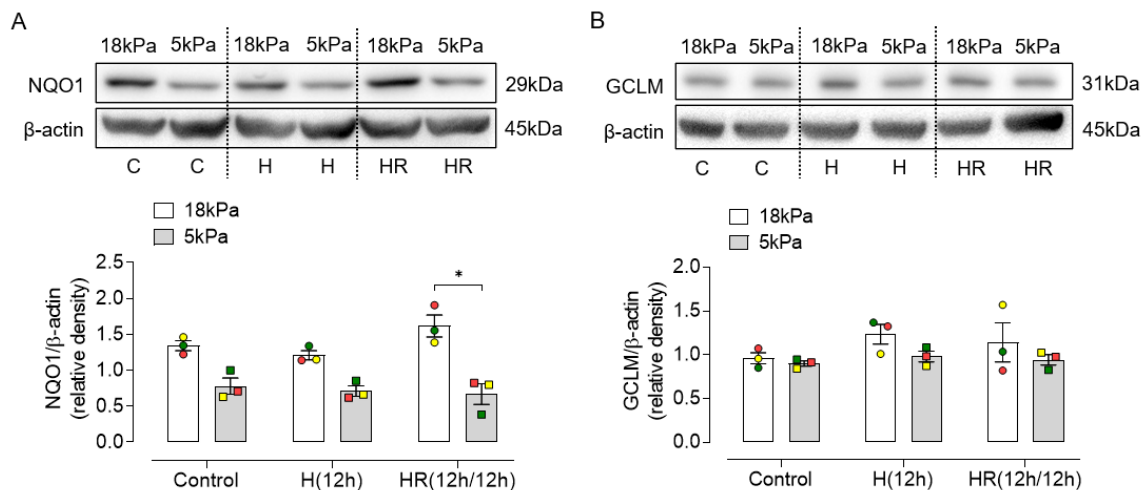 A
18kPa 5kPa 18kPa 5kPa 18kPa 5kPa
NQO1 29kDa
β-actin 45kDa
C C H H HR HR
18kPa
5kPa
NQO1/β-actin
(relative density)
2.5
2.0
1.5
1.0
0.5
0.0
*
Control H(12h) HR(12h/12h)
B
18kPa 5kPa 18kPa 5kPa 18kPa 5kPa
GCLM 31kDa
β-actin 45kDa
C C H H HR HR
18kPa
5kPa
GCLM/β-actin
(relative density)
2.0
1.5
1.0
0.5
0.0
Control H(12h) HR(12h/12h)